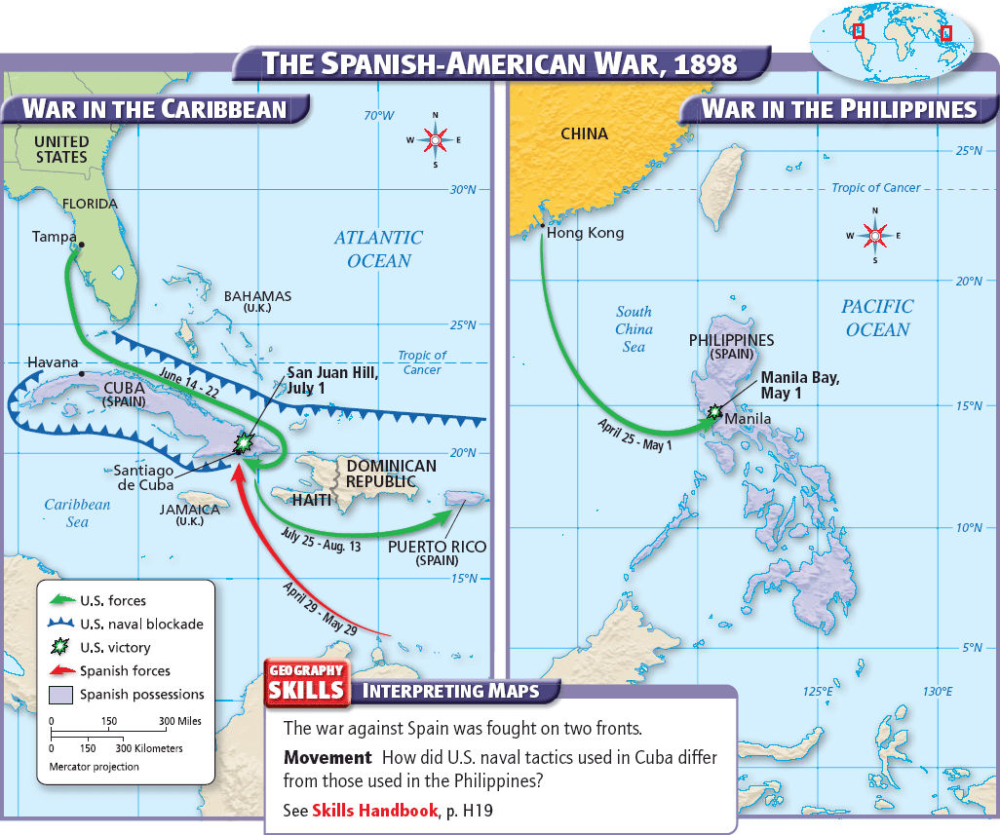 THE SPANISH-AMERICAN WAR, 1898
WAR IN THE CARIBBEAN
70°W
N
W
E
S
UNITED
STATES
30°N
FLORIDA
Tampa
ATLANTIC
OCEAN
BAHAMAS
(U.K.)
25°N
Tropic of
Cancer
Havana
June 14 - 22
San Juan Hill,
July 1
CUBA
(SPAIN)
20°N
Santiago
de Cuba
DOMINICAN
REPUBLIC
HAITI
Caribbean
Sea
JAMAICA
(U.K.)
July 25 - Aug. 13
PUERTO RICO
(SPAIN)
15°N
April 29 - May 29
U.S. forces
U.S. naval blockade
U.S. victory
Spanish forces
Spanish possessions
0 150 300 Miles
0 150 300 Kilometers
Mercator projection
WAR IN THE PHILIPPINES
CHINA
25°N
Tropic of Cancer
N
W
E
S
Hong Kong
20°N
South
China
Sea
PACIFIC
OCEAN
PHILIPPINES
(SPAIN)
Manila Bay,
May 1
15°N
Manila
April 25 - May 1
10°N
5°N
125°E
130°E
GEOGRAPHY
SKILLS
INTERPRETING MAPS
The war against Spain was fought on two fronts.
Movement How did U.S. naval tactics used in Cuba differ
from those used in the Philippines?
See Skills Handbook, p. H19